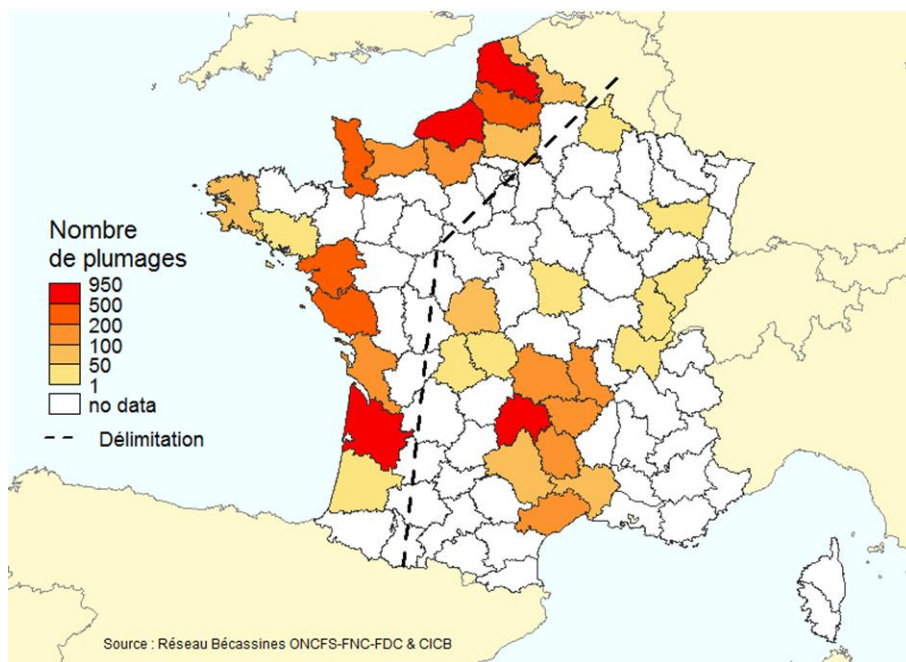 Nombre
de plumages
950
500
200
100
50
1
no data
Délimitation
Source : Réseau Bécassines ONCFS-FNC-FDC & CICB